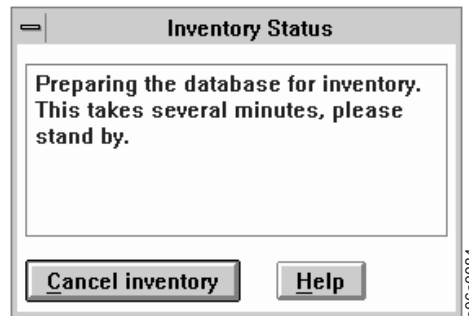 Inventory Status
Preparing the database for inventory.
This takes several minutes, please
stand by.
Cancel inventory
Help